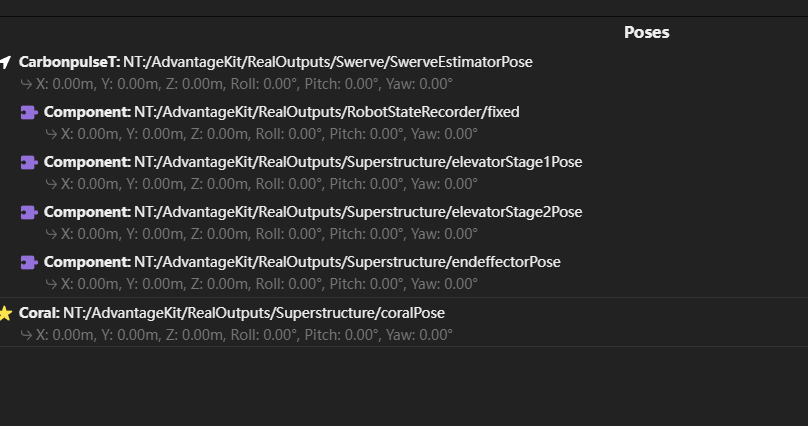 Poses
CarbonpulseT: NT:/AdvantageKit/RealOutputs/Swerve/SwerveEstimatorPose
X: 0.00m, Y: 0.00m, Z: 0.00m, Roll: 0.00°, Pitch: 0.00°, Yaw: 0.00°
Component: NT:/AdvantageKit/RealOutputs/RobotStateRecorder/fixed
X: 0.00m, Y: 0.00m, Z: 0.00m, Roll: 0.00°, Pitch: 0.00°, Yaw: 0.00°
Component: NT:/AdvantageKit/RealOutputs/Superstructure/elevatorStage1Pose
X: 0.00m, Y: 0.00m, Z: 0.00m, Roll: 0.00°, Pitch: 0.00°, Yaw: 0.00°
Component: NT:/AdvantageKit/RealOutputs/Superstructure/elevatorStage2Pose
X: 0.00m, Y: 0.00m, Z: 0.00m, Roll: 0.00°, Pitch: 0.00°, Yaw: 0.00°
Component: NT:/AdvantageKit/RealOutputs/Superstructure/endeffectorPose
X: 0.00m, Y: 0.00m, Z: 0.00m, Roll: 0.00°, Pitch: 0.00°, Yaw: 0.00°
Coral: NT:/AdvantageKit/RealOutputs/Superstructure/coralPose
X: 0.00m, Y: 0.00m, Z: 0.00m, Roll: 0.00°, Pitch: 0.00°, Yaw: 0.00°